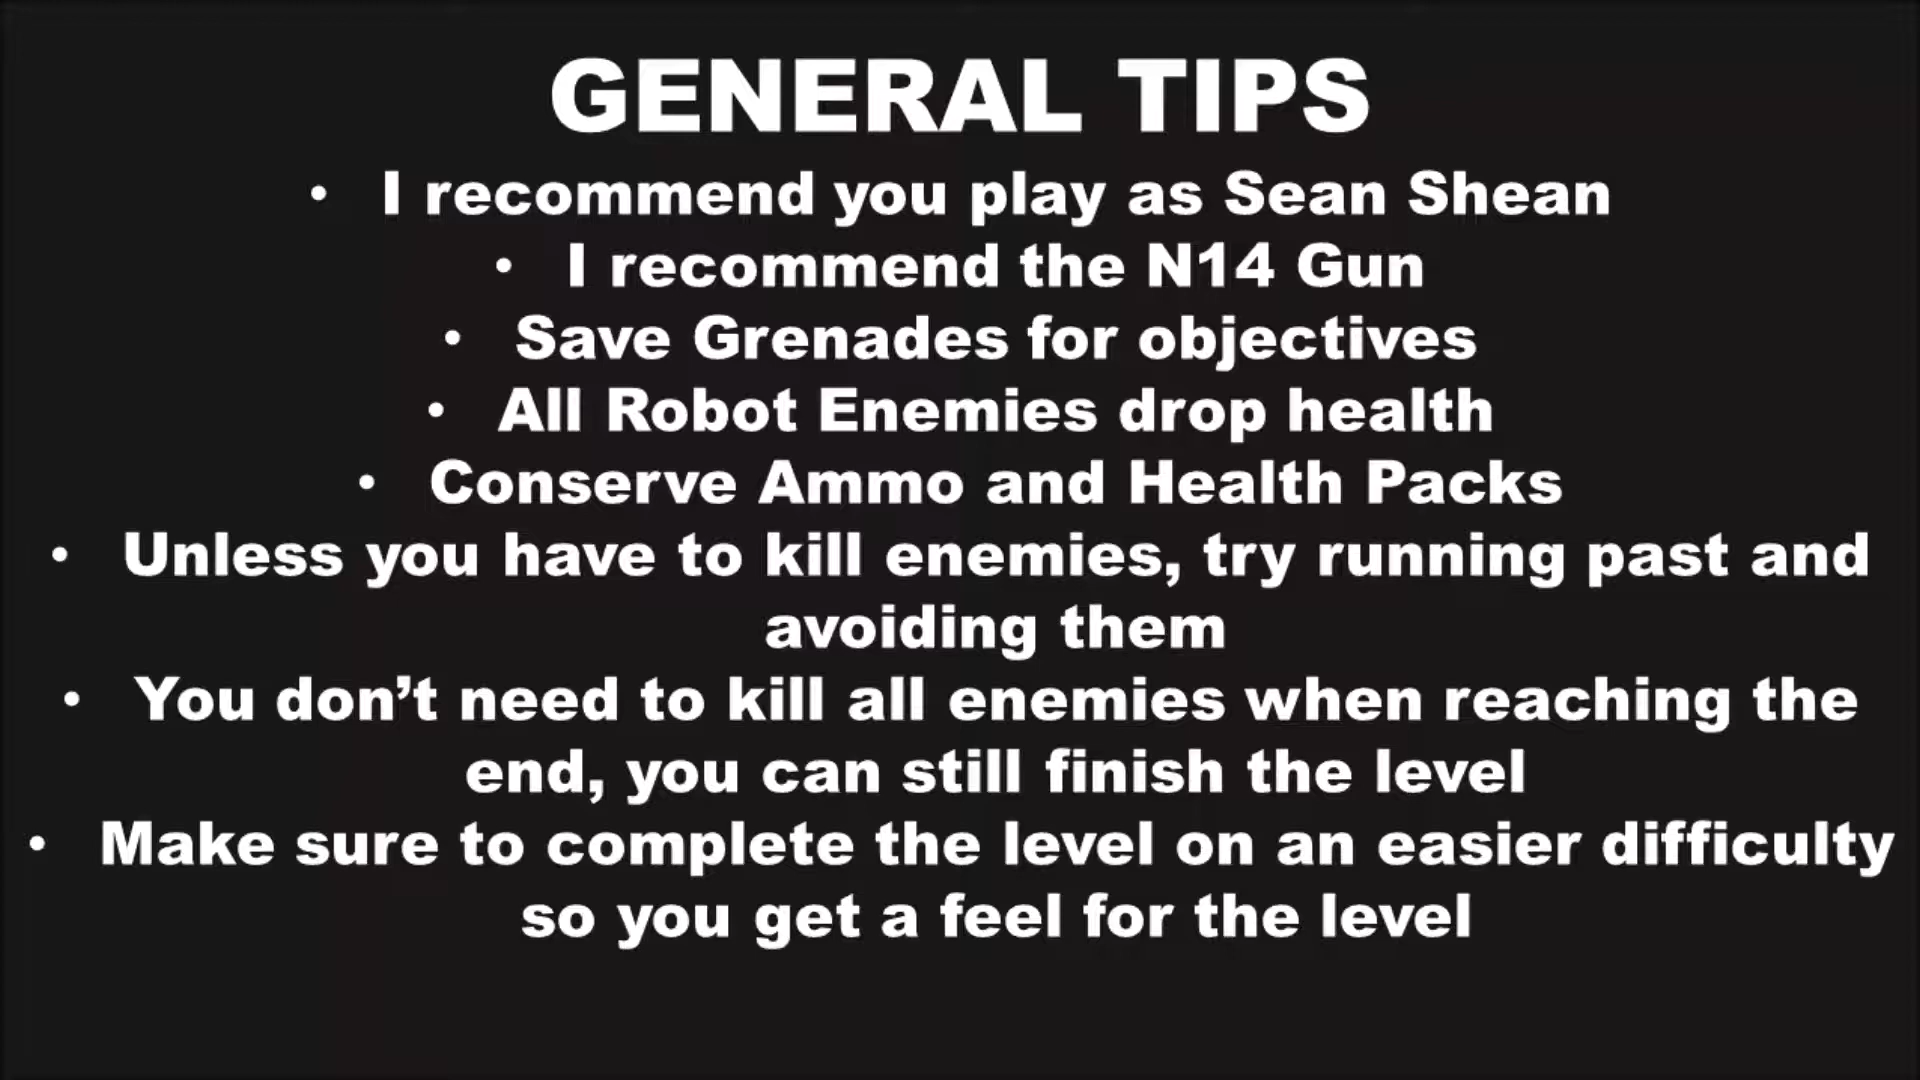 GENERAL TIPS
• I recommend you play as Sean Shean
• I recommend the N14 Gun
• Save Grenades for objectives
• All Robot Enemies drop health
• Conserve Ammo and Health Packs
• Unless you have to kill enemies, try running past and
avoiding them
• You don’t need to kill all enemies when reaching the
end, you can still finish the level
• Make sure to complete the level on an easier difficulty
so you get a feel for the level